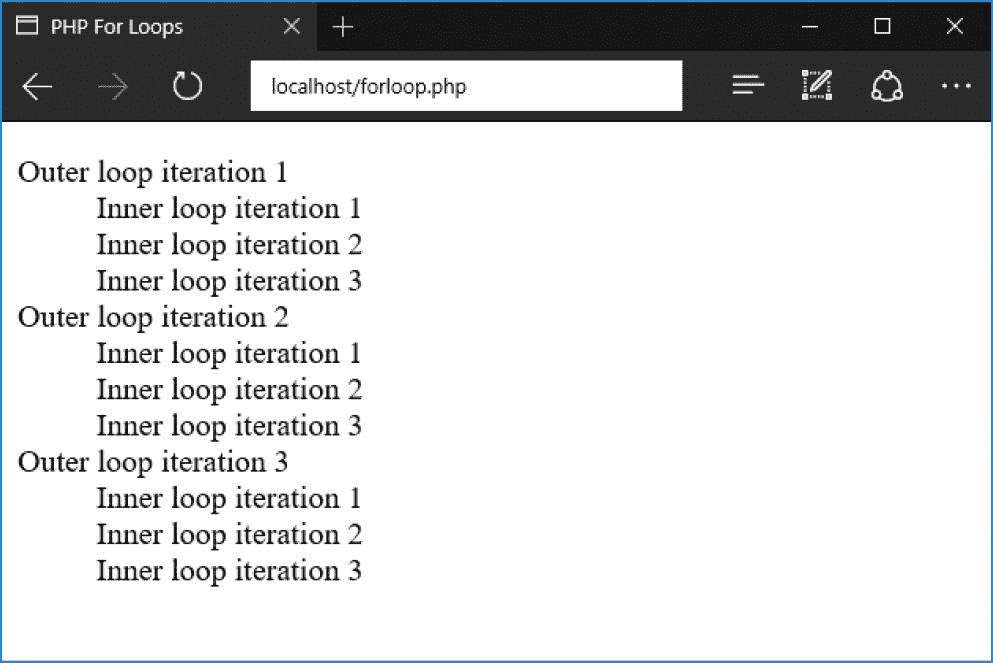 PHP For Loops
localhost/forloop.php
Outer loop iteration 1
Inner loop iteration 1
Inner loop iteration 2
Inner loop iteration 3
Outer loop iteration 2
Inner loop iteration 1
Inner loop iteration 2
Inner loop iteration 3
Outer loop iteration 3
Inner loop iteration 1
Inner loop iteration 2
Inner loop iteration 3